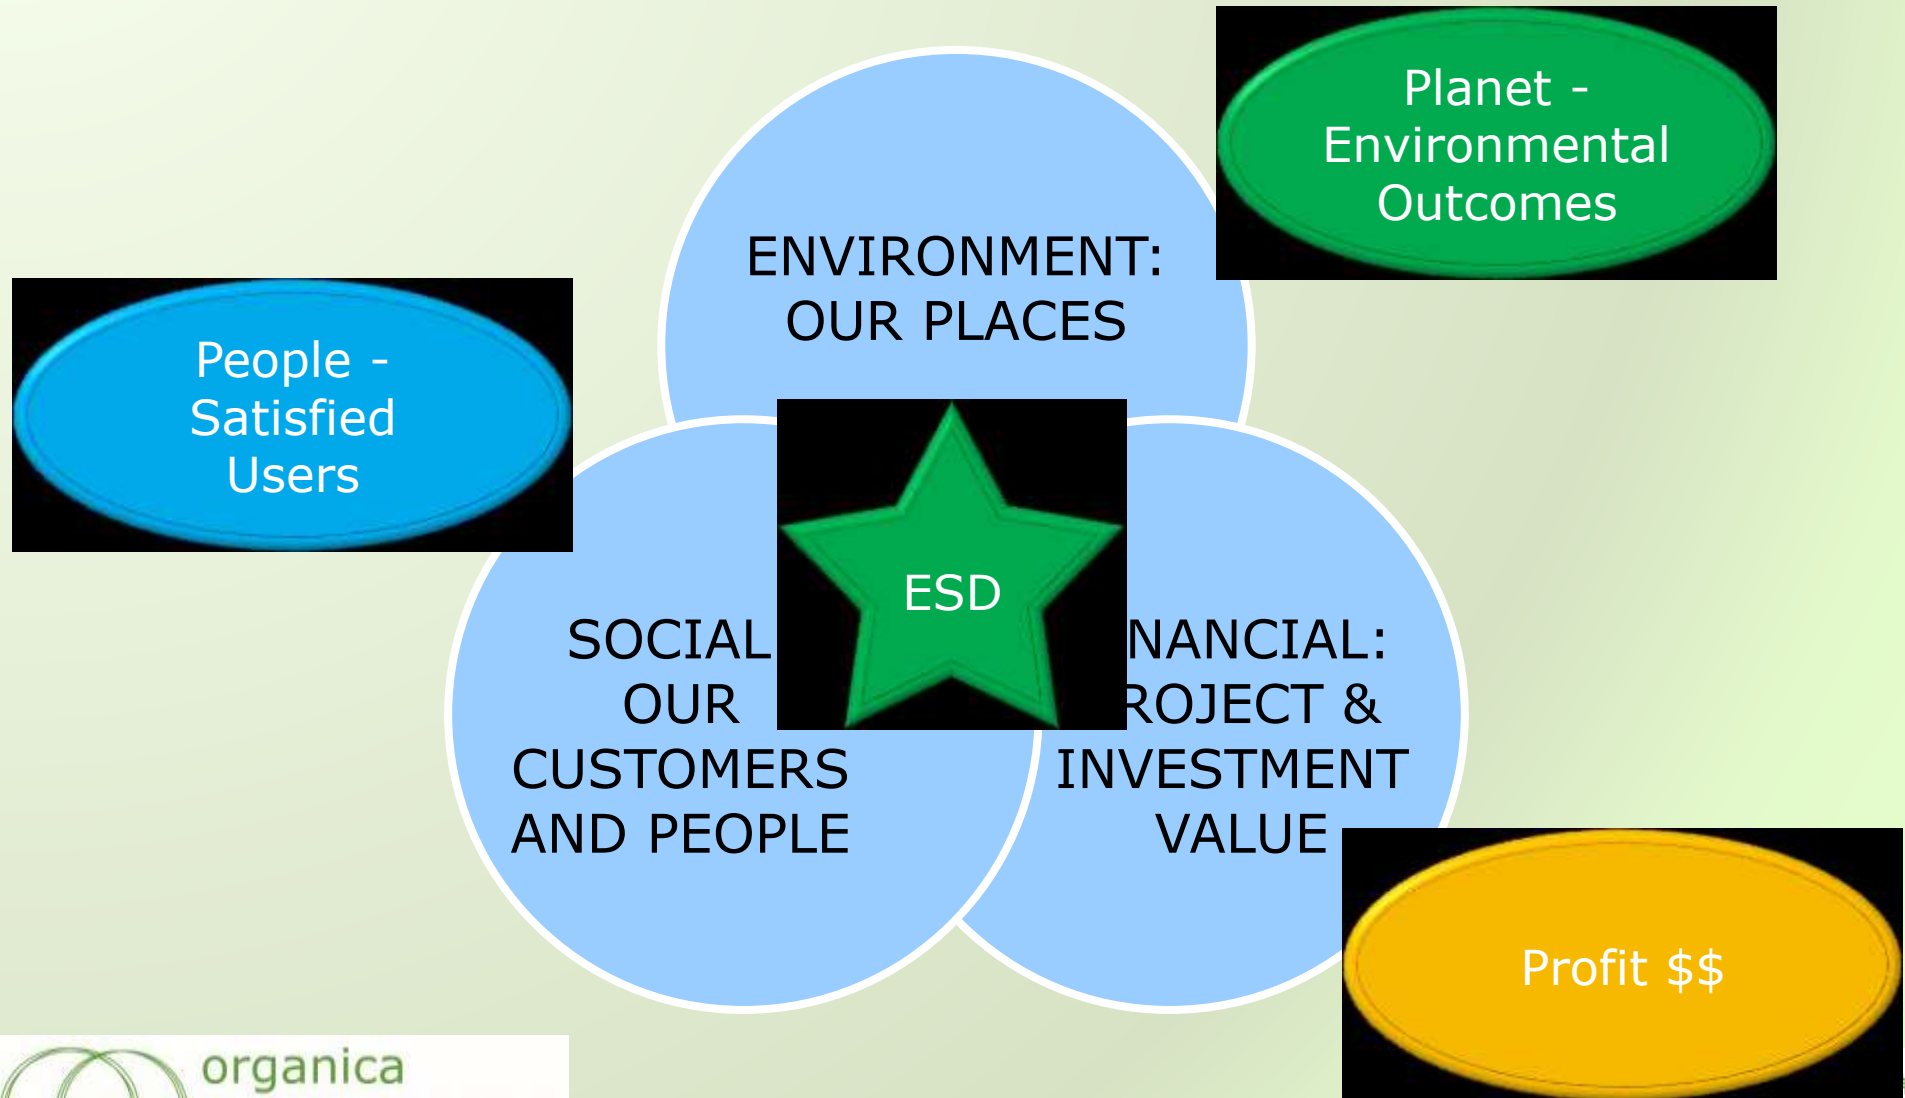 Planet -
Environmental
Outcomes
ENVIRONMENT:
OUR PLACES
People -
Satisfied
Users
ESD
SOCIAL
OUR
CUSTOMERS
AND PEOPLE
NANCIAL:
ROJECT &
INVESTMENT
VALUE
Profit $$
organica